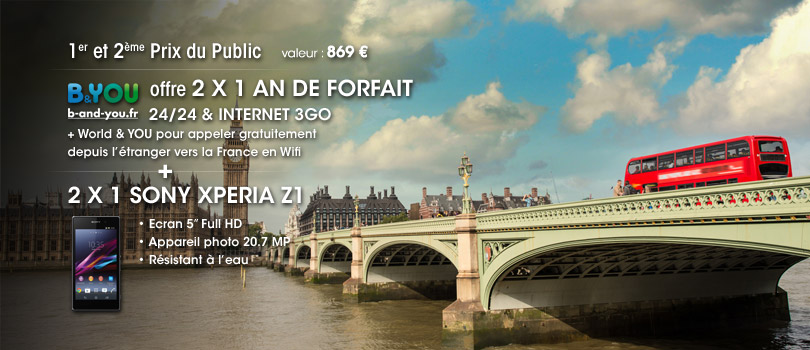 1er et 2ème Prix du Public valeur : 869 €
B&YOU offre 2 X 1 AN DE FORFAIT
b-and-you.fr 24/24 & INTERNET 3GO
+ World & YOU pour appeler gratuitement
depuis l'étranger vers la France en Wifi
+
2 X 1 SONY XPERIA Z1
• Ecran 5" Full HD
• Appareil photo 20.7 MP
• Résistant à l'eau